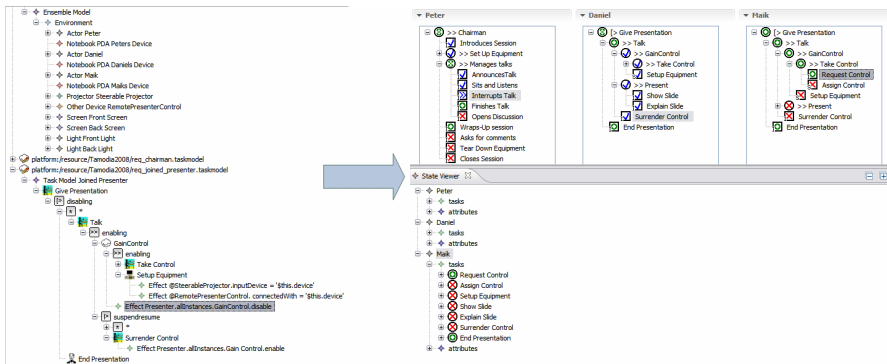 Ensemble Model
Environment
Actor Peter
Notebook PDA Peters Device
Actor Daniel
Notebook PDA Daniels Device
Actor Maik
Notebook PDA Maiks Device
Projector Steerable Projector
Other Device RemotePresenterControl
Screen Front Screen
Screen Back Screen
Light Front Light
Light Back Light
platform:/resource/Tamodia2008/req_chairman.taskmodel
platform:/resource/Tamodia2008/req_joined_presenter.taskmodel
Task Model Joined Presenter
Give Presentation
[> disabling
* *
Talk
>> enabling
GainControl
>> enabling
Take Control
Setup Equipment
Effect @SteerableProjector.inputDevice = '$this.device'
Effect @RemotePresenterControl. connectedWith = '$this.device'
Effect Presenter.allInstances.GainControl.disable
|> suspendresume
* *
Surrender Control
Effect Presenter.allInstances.Gain Control.enable
End Presentation
Peter
>> Chairman
Introduces Session
>> Set Up Equipment
>> Manages talks
AnnouncesTalk
Sits and Listens
Interrupts Talk
Finishes Talk
Opens Discussion
Wraps-Up session
Asks for comments
Tear Down Equipment
Closes Session
Daniel
[> Give Presentation
>> Talk
>> GainControl
>> Take Control
Setup Equipment
>> Present
Show Slide
Explain Slide
Surrender Control
End Presentation
Maik
[> Give Presentation
>> Talk
>> GainControl
>> Take Control
Request Control
Assign Control
Setup Equipment
>> Present
Surrender Control
End Presentation
State Viewer
Peter
tasks
attributes
Daniel
tasks
attributes
Maik
tasks
Request Control
Assign Control
Setup Equipment
Show Slide
Explain Slide
Surrender Control
End Presentation
attributes